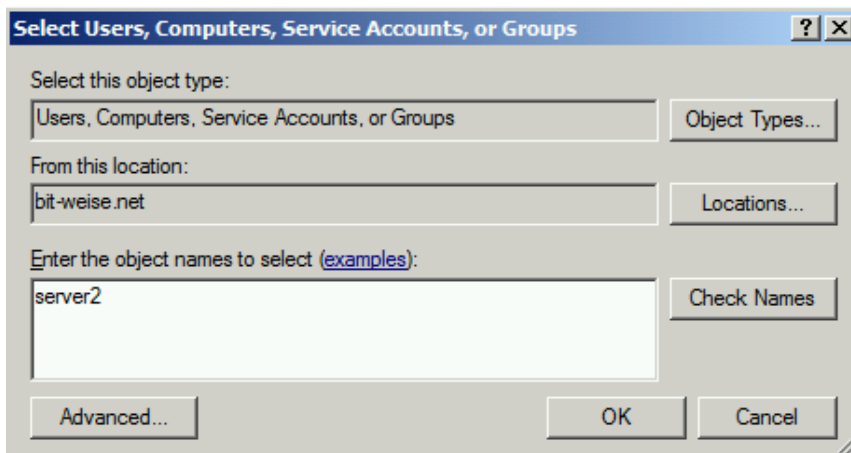 Select Users, Computers, Service Accounts, or Groups
Select this object type:
Users, Computers, Service Accounts, or Groups
Object Types...
From this location:
bit-weise.net
Locations...
Enter the object names to select (examples):
server2
Check Names
Advanced...
OK
Cancel